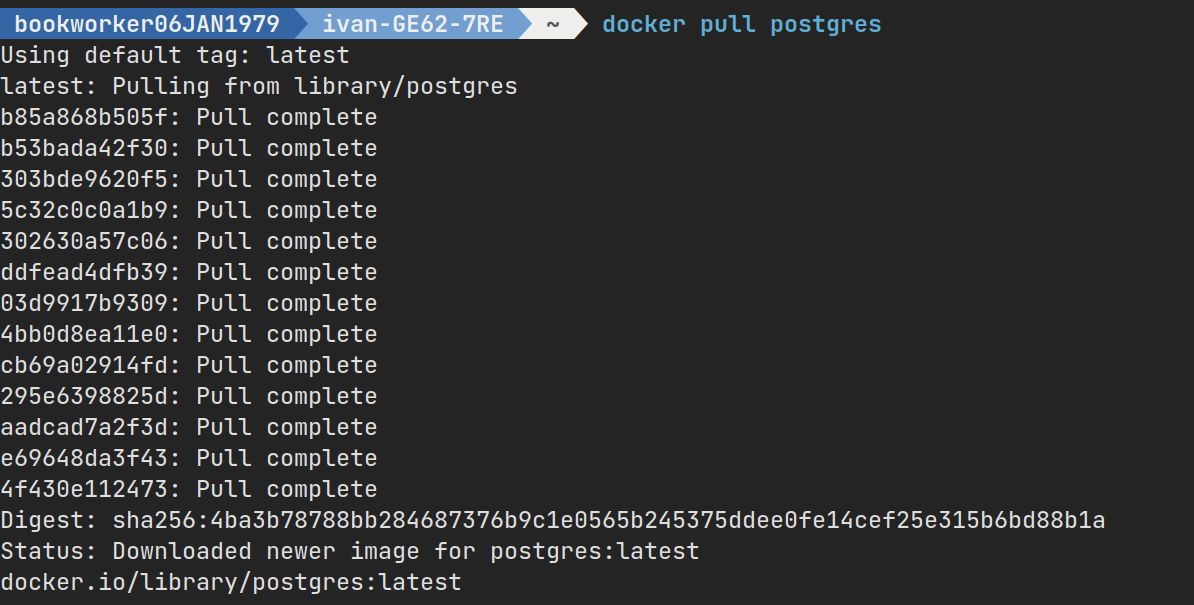 bookworker06JAN1979 ivan-GE62-7RE ~ docker pull postgres
Using default tag: latest
latest: Pulling from library/postgres
b85a868b505f: Pull complete
b53bada42f30: Pull complete
303bde9620f5: Pull complete
5c32c0c0a1b9: Pull complete
302630a57c06: Pull complete
ddfead4dfb39: Pull complete
03d9917b9309: Pull complete
4bb0d8ea11e0: Pull complete
cb69a02914fd: Pull complete
295e6398825d: Pull complete
aadcad7a2f3d: Pull complete
e69648da3f43: Pull complete
4f430e112473: Pull complete
Digest: sha256:4ba3b78788bb284687376b9c1e0565b245375ddee0fe14cef25e315b6bd88b1a
Status: Downloaded newer image for postgres:latest
docker.io/library/postgres:latest